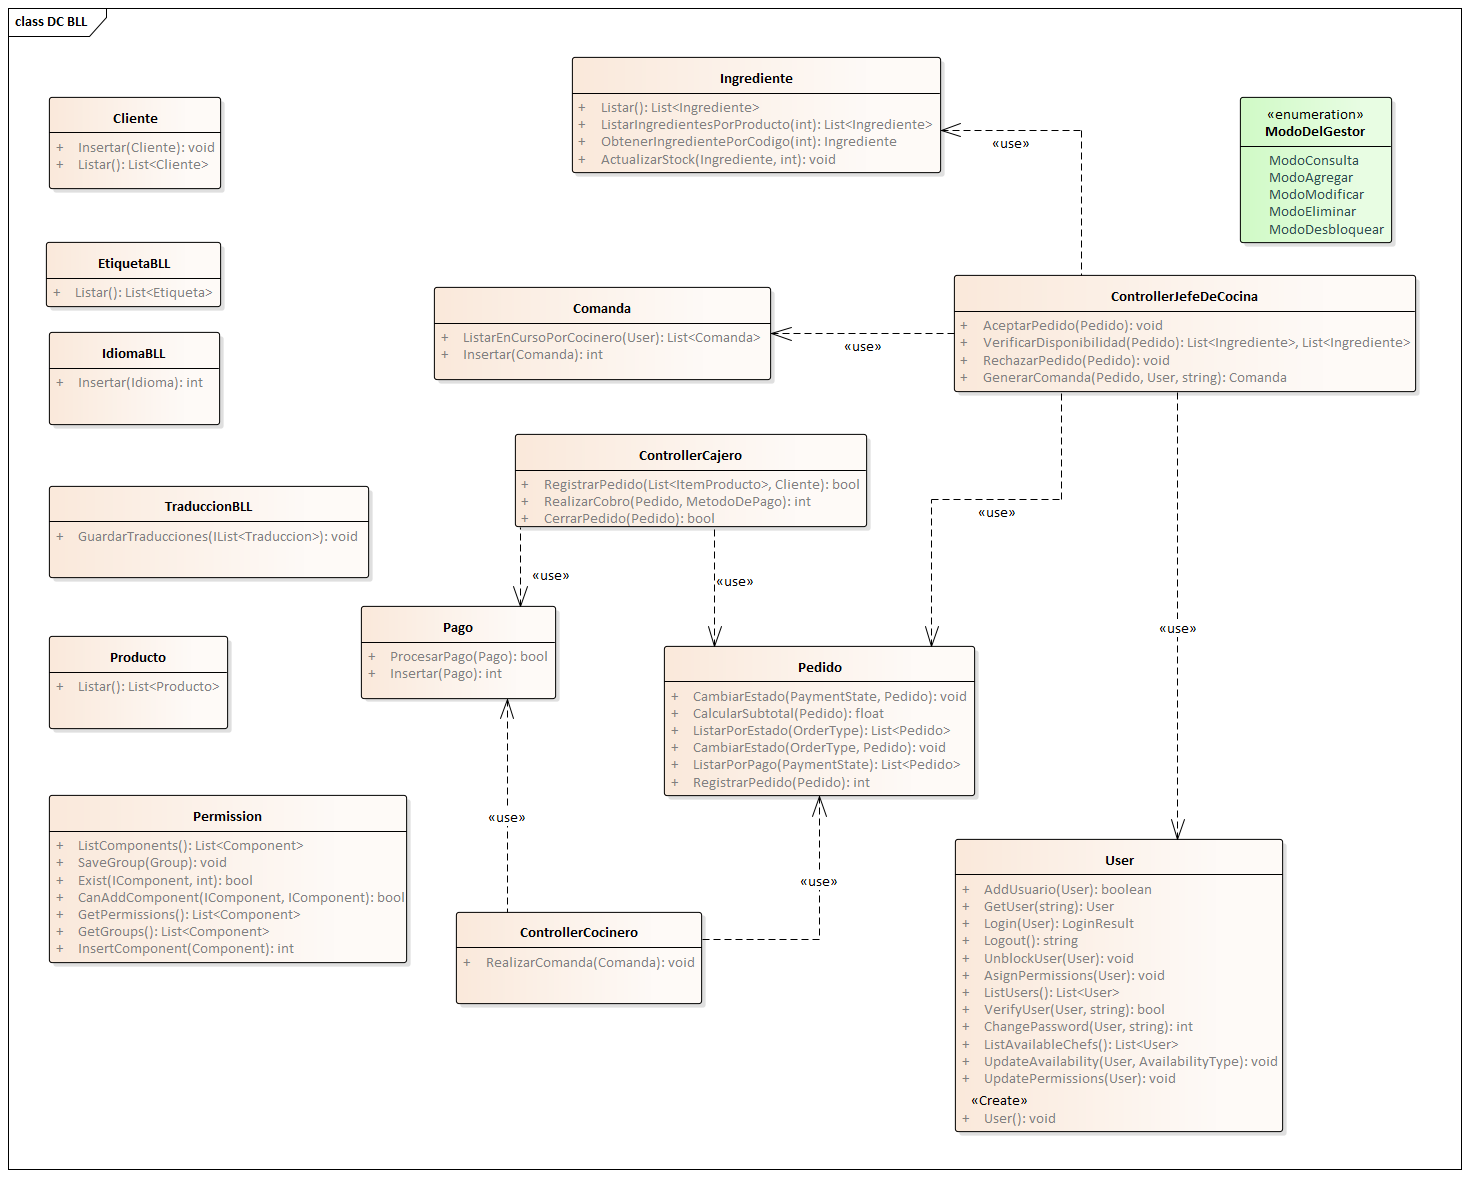 class DC BLL
Cliente
+ Insertar(Cliente): void
+ Listar(): List<Cliente>
EtiquetaBLL
+ Listar(): List<Etiqueta>
IdiomaBLL
+ Insertar(Idioma): int
TraduccionBLL
+ GuardarTraducciones(IList<Traduccion>): void
Producto
+ Listar(): List<Producto>
Permission
+ ListComponents(): List<Component>
+ SaveGroup(Group): void
+ Exist(IComponent, int): bool
+ CanAddComponent(IComponent, IComponent): bool
+ GetPermissions(): List<Component>
+ GetGroups(): List<Component>
+ InsertComponent(Component): int
Ingrediente
+ Listar(): List<Ingrediente>
+ ListarIngredientesPorProducto(int): List<Ingrediente>
+ ObtenerIngredientePorCodigo(int): Ingrediente
+ ActualizarStock(Ingrediente, int): void
«use»
«enumeration»
ModoDelGestor
ModoConsulta
ModoAgregar
ModoModificar
ModoEliminar
ModoDesbloquear
Comanda
+ ListarEnCursoPorCocinero(User): List<Comanda>
+ Insertar(Comanda): int
«use»
ControllerJefeDeCocina
+ AceptarPedido(Pedido): void
+ VerificarDisponibilidad(Pedido): List<Ingrediente>, List<Ingrediente>
+ RechazarPedido(Pedido): void
+ GenerarComanda(Pedido, User, string): Comanda
ControllerCajero
+ RegistrarPedido(List<ItemProducto>, Cliente): bool
+ RealizarCobro(Pedido, MetodoDePago): int
+ CerrarPedido(Pedido): bool
«use»
«use»
«use»
«use»
Pago
+ ProcesarPago(Pago): bool
+ Insertar(Pago): int
Pedido
+ CambiarEstado(PaymentState, Pedido): void
+ CalcularSubtotal(Pedido): float
+ ListarPorEstado(OrderType): List<Pedido>
+ CambiarEstado(OrderType, Pedido): void
+ ListarPorPago(PaymentState): List<Pedido>
+ RegistrarPedido(Pedido): int
«use»
«use»
ControllerCocinero
+ RealizarComanda(Comanda): void
User
+ AddUsuario(User): boolean
+ GetUser(string): User
+ Login(User): LoginResult
+ Logout(): string
+ UnblockUser(User): void
+ AsignPermissions(User): void
+ ListUsers(): List<User>
+ VerifyUser(User, string): bool
+ ChangePassword(User, string): int
+ ListAvailableChefs(): List<User>
+ UpdateAvailability(User, AvailabilityType): void
+ UpdatePermissions(User): void
«Create»
+ User(): void